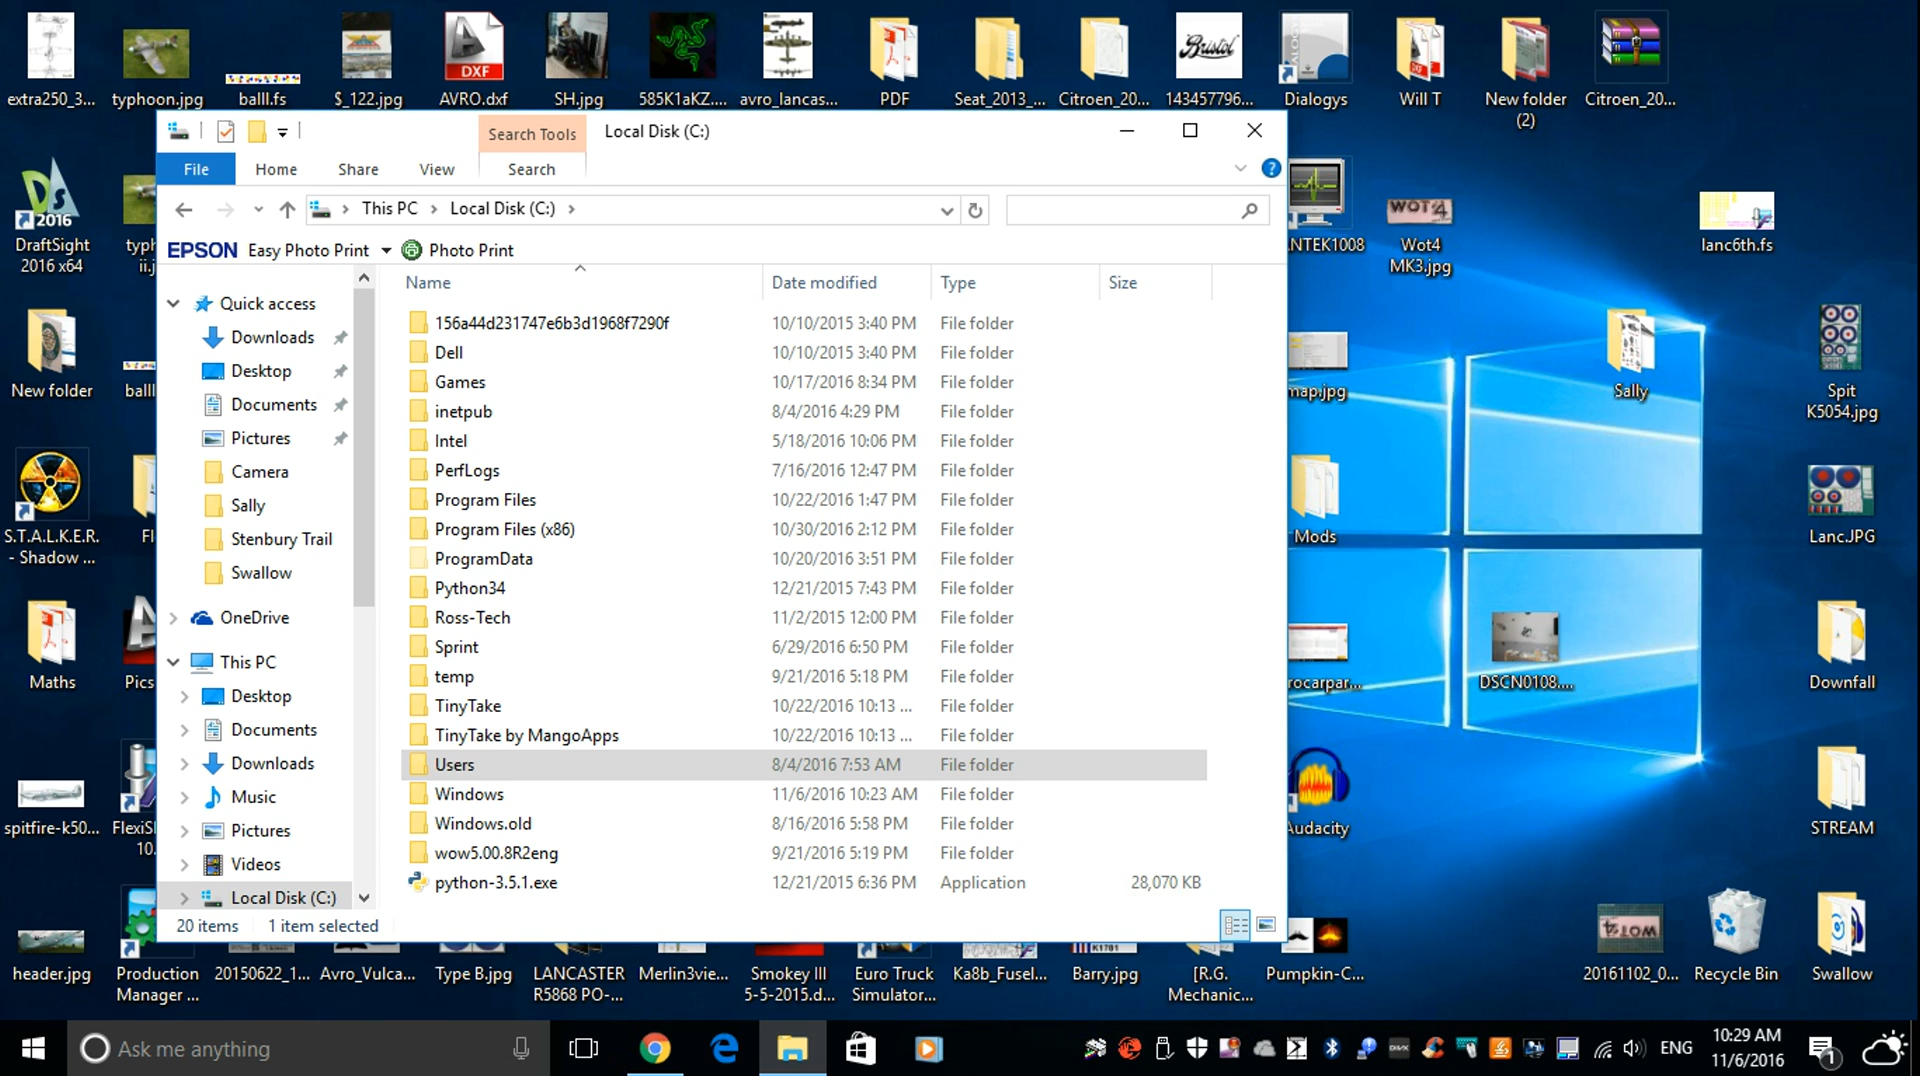 extra250_3...
typhoon.jpg
balll.fs
$_122.jpg
AVRO.dxf
SH.jpg
585K1aKZ....
avro_lancas...
PDF
Seat_2013_...
Citroen_20...
143457796...
Dialogys
Will T
New folder
(2)
Citroen_20...
Search Tools
Local Disk (C:)
File
Home
Share
View
Search
This PC
Local Disk (C:)
EPSON Easy Photo Print
Photo Print
DraftSight
2016 x64
NTEK1008
Wot4
MK3.jpg
lanc6th.fs
Name
Date modified
Type
Size
Quick access
Downloads
Desktop
Documents
Pictures
Camera
Sally
Stenbury Trail
Swallow
OneDrive
This PC
Desktop
Documents
Downloads
Music
Pictures
Videos
Local Disk (C:)
156a44d231747e6b3d1968f7290f 10/10/2015 3:40 PM File folder
Dell 10/10/2015 3:40 PM File folder
Games 10/17/2016 8:34 PM File folder
inetpub 8/4/2016 4:29 PM File folder
Intel 5/18/2016 10:06 PM File folder
PerfLogs 7/16/2016 12:47 PM File folder
Program Files 10/22/2016 1:47 PM File folder
Program Files (x86) 10/30/2016 2:12 PM File folder
ProgramData 10/20/2016 3:51 PM File folder
Python34 12/21/2015 7:43 PM File folder
Ross-Tech 11/2/2015 12:00 PM File folder
Sprint 6/29/2016 6:50 PM File folder
temp 9/21/2016 5:18 PM File folder
TinyTake 10/22/2016 10:13 ... File folder
TinyTake by MangoApps 10/22/2016 10:13 ... File folder
Users 8/4/2016 7:53 AM File folder
Windows 11/6/2016 10:23 AM File folder
Windows.old 8/16/2016 5:58 PM File folder
wow5.00.8R2eng 9/21/2016 5:19 PM File folder
python-3.5.1.exe 12/21/2015 6:36 PM Application 28,070 KB
20 items
1 item selected
New folder
balll
map.jpg
Sally
Spit
K5054.jpg
S.T.A.L.K.E.R.
- Shadow ...
Mods
Lanc.JPG
Maths
Pics
rocarpar...
DSCN0108....
Downfall
spitfire-k50...
FlexiSI
10.
Audacity
STREAM
header.jpg
Production
Manager ...
20150622_1...
Avro_Vulca...
Type B.jpg
LANCASTER
R5868 PO-...
Merlin3vie...
Smokey III
5-5-2015.d...
Euro Truck
Simulator...
Ka8b_Fusel...
Barry.jpg
[R.G.
Mechanic...
Pumpkin-C...
20161102_0...
Recycle Bin
Swallow
Ask me anything
ENG
10:29 AM
11/6/2016
1